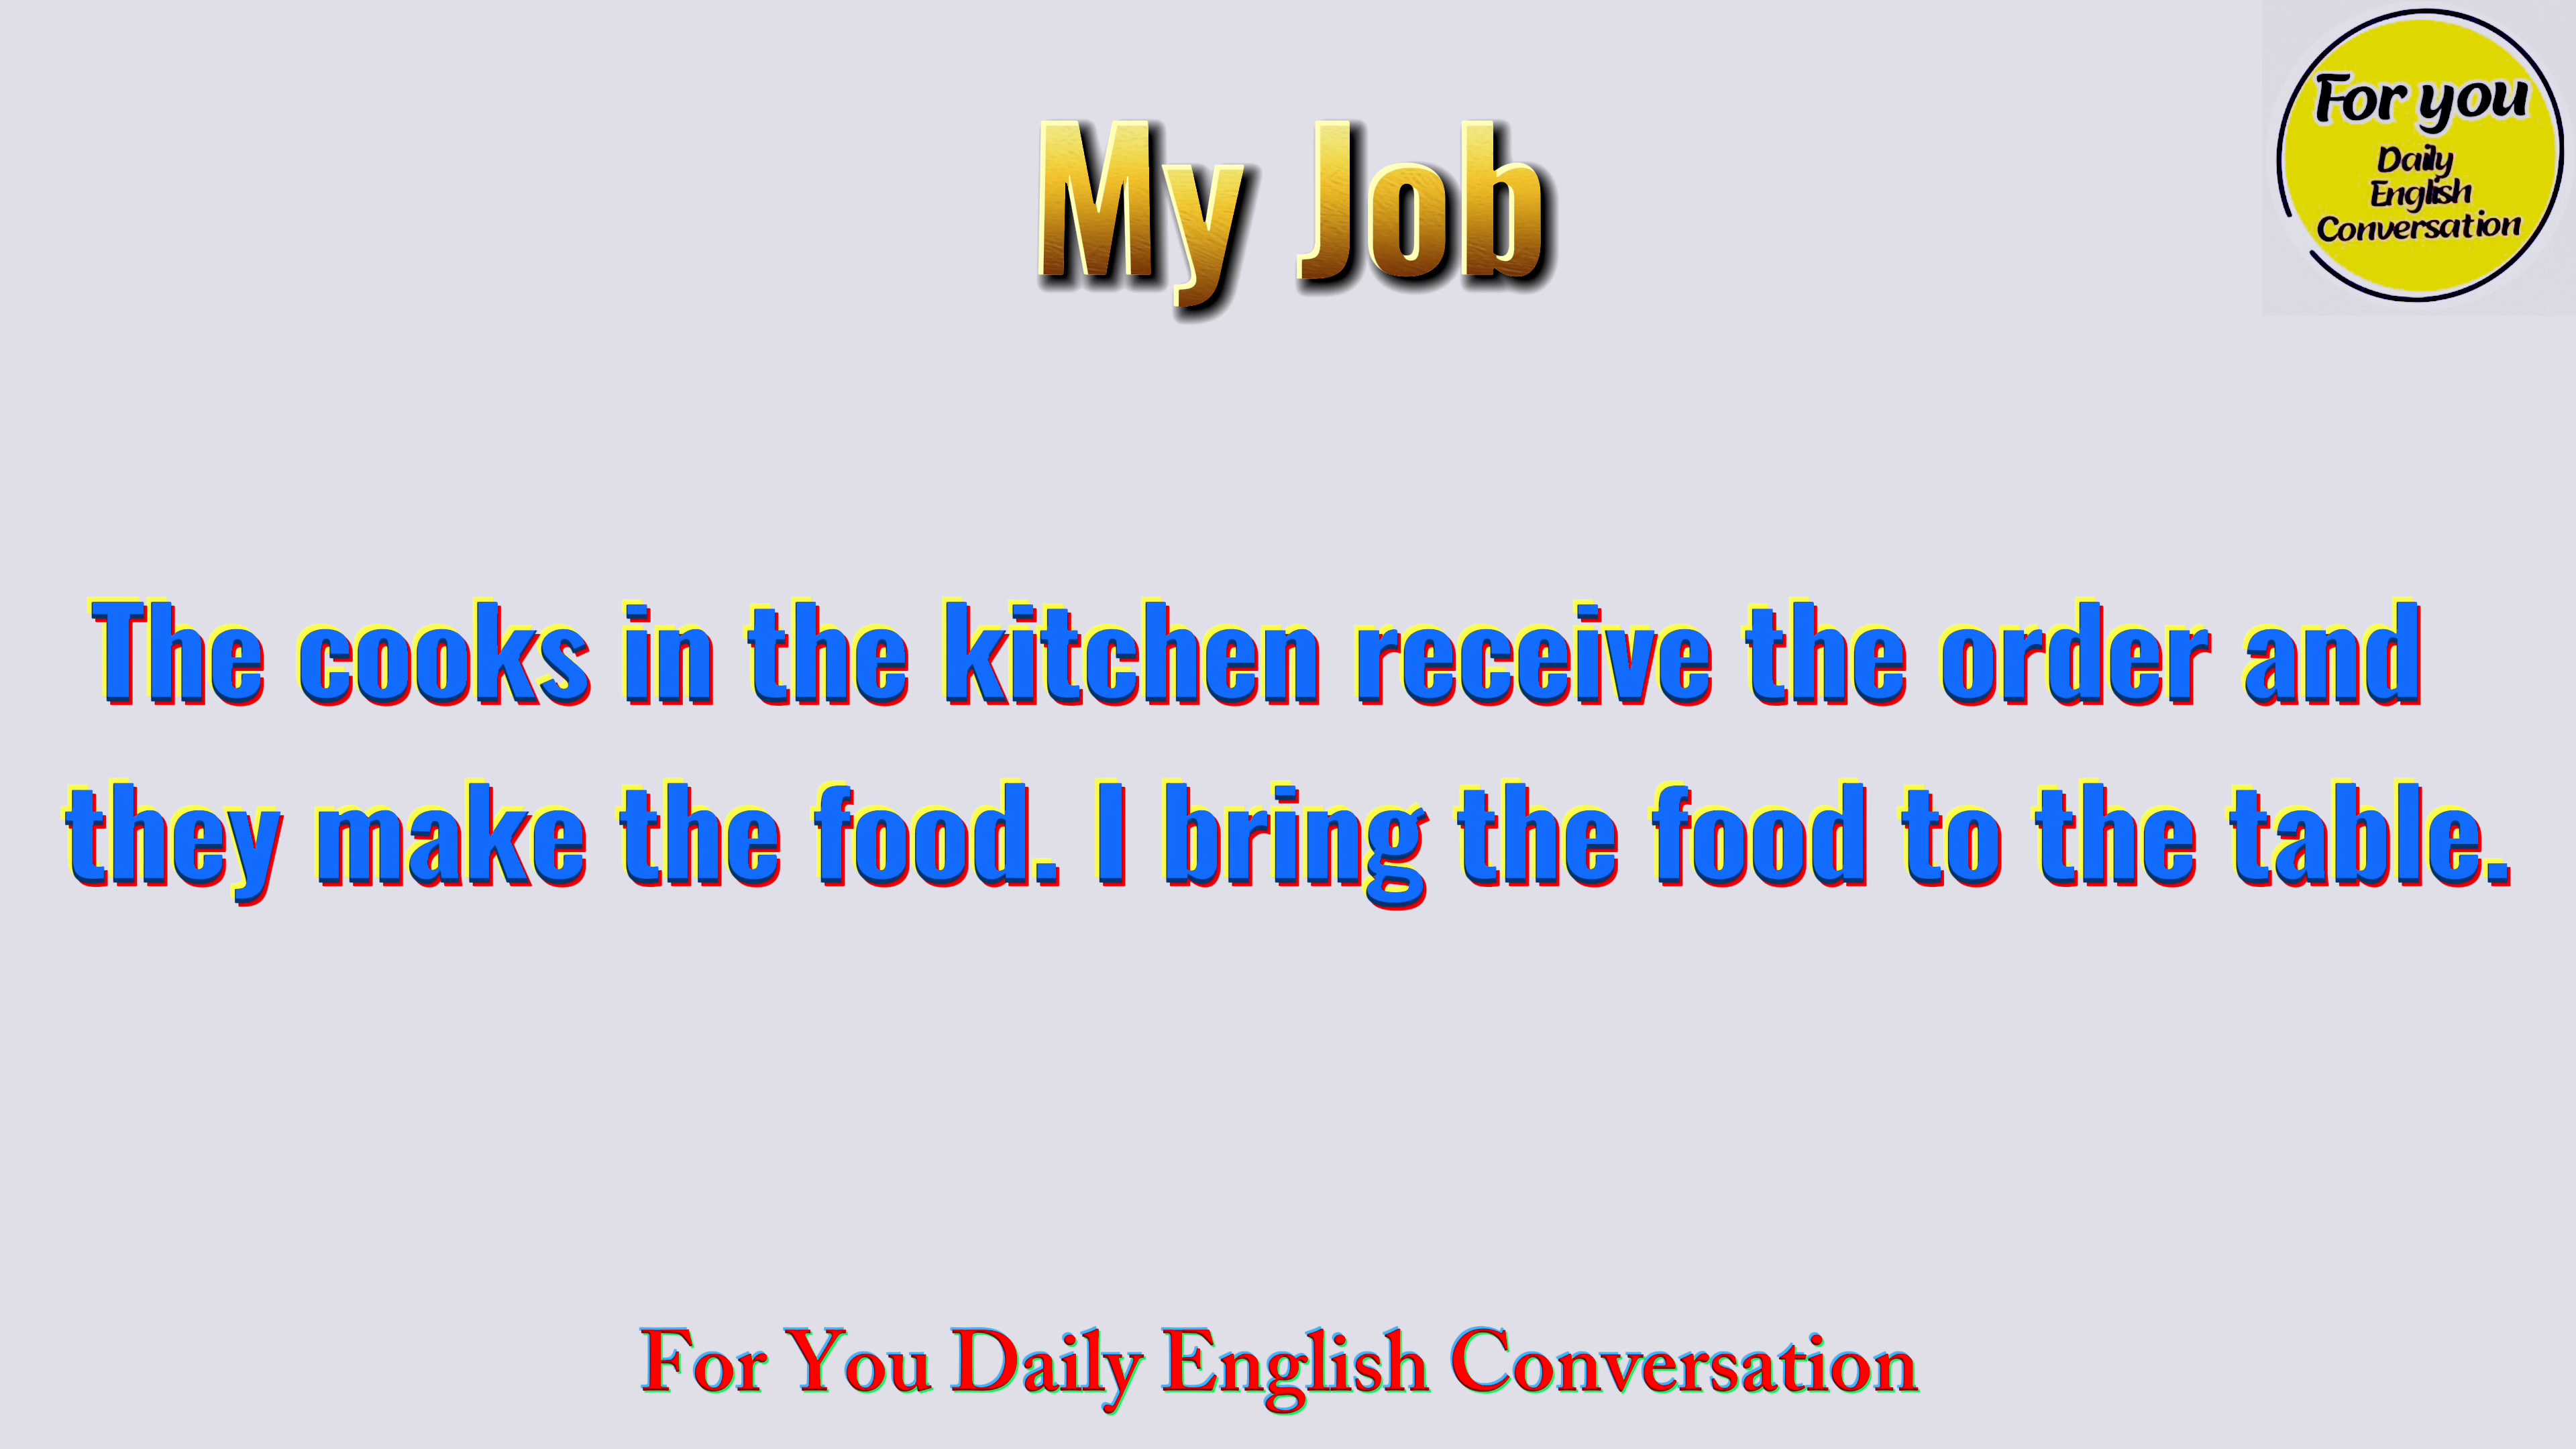 My Job
For you
Daily
English
Conversation
The cooks in the kitchen receive the order and
they make the food. I bring the food to the table.
For You Daily English Conversation